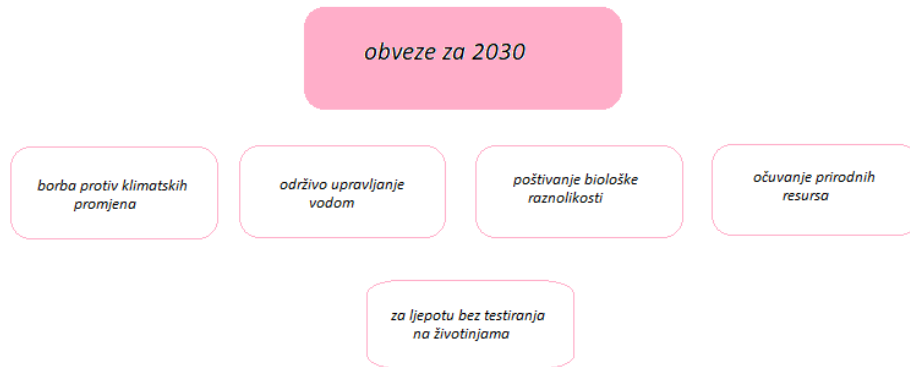 obveze za 2030
borba protiv klimatskih
promjena
održivo upravljanje
vodom
poštivanje biološke
raznolikosti
očuvanje prirodnih
resursa
za ljepotu bez testiranja
na životinjama